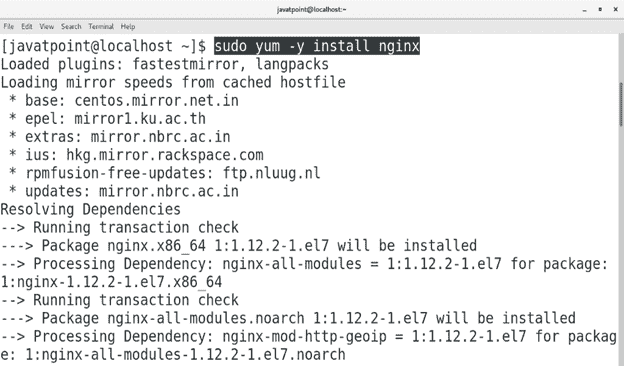 javatpoint@localhost:~
File Edit View Search Terminal Help
[javatpoint@localhost ~]$ sudo yum -y install nginx
Loaded plugins: fastestmirror, langpacks
Loading mirror speeds from cached hostfile
 * base: centos.mirror.net.in
 * epel: mirror1.ku.ac.th
 * extras: mirror.nbrc.ac.in
 * ius: hkg.mirror.rackspace.com
 * rpmfusion-free-updates: ftp.nluug.nl
 * updates: mirror.nbrc.ac.in
Resolving Dependencies
--> Running transaction check
---> Package nginx.x86_64 1:1.12.2-1.el7 will be installed
--> Processing Dependency: nginx-all-modules = 1:1.12.2-1.el7 for package:
1:nginx-1.12.2-1.el7.x86_64
--> Running transaction check
---> Package nginx-all-modules.noarch 1:1.12.2-1.el7 will be installed
--> Processing Dependency: nginx-mod-http-geoip = 1:1.12.2-1.el7 for packag
e: 1:nginx-all-modules-1.12.2-1.el7.noarch